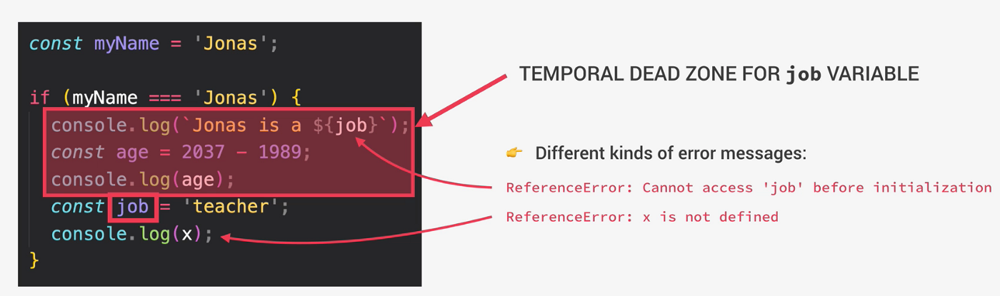 const myName = 'Jonas';
if (myName === 'Jonas') {
console.log(`Jonas is a ${job}`);
const age = 2037 – 1989;
console.log(age);
const job = 'teacher';
console.log(x);
}
TEMPORAL DEAD ZONE FOR job VARIABLE
👉 Different kinds of error messages:
ReferenceError: Cannot access 'job' before initialization
ReferenceError: x is not defined